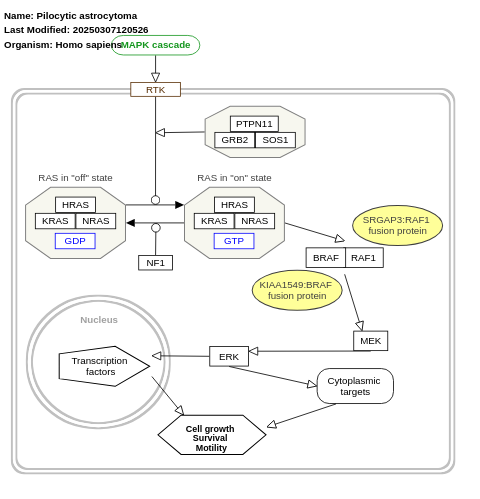 Name: Pilocytic astrocytoma
Last Modified: 20250307120526
Organism: Homo sapiens
MAPK cascade
RTK
PTPN11
GRB2 SOS1
RAS in "off" state
RAS in "on" state
HRAS
KRAS NRAS
GDP
HRAS
KRAS NRAS
GTP
SRGAP3:RAF1
fusion protein
BRAF RAF1
NF1
KIAA1549:BRAF
fusion protein
Nucleus
MEK
ERK
Transcription
factors
Cytoplasmic
targets
Cell growth
Survival
Motility